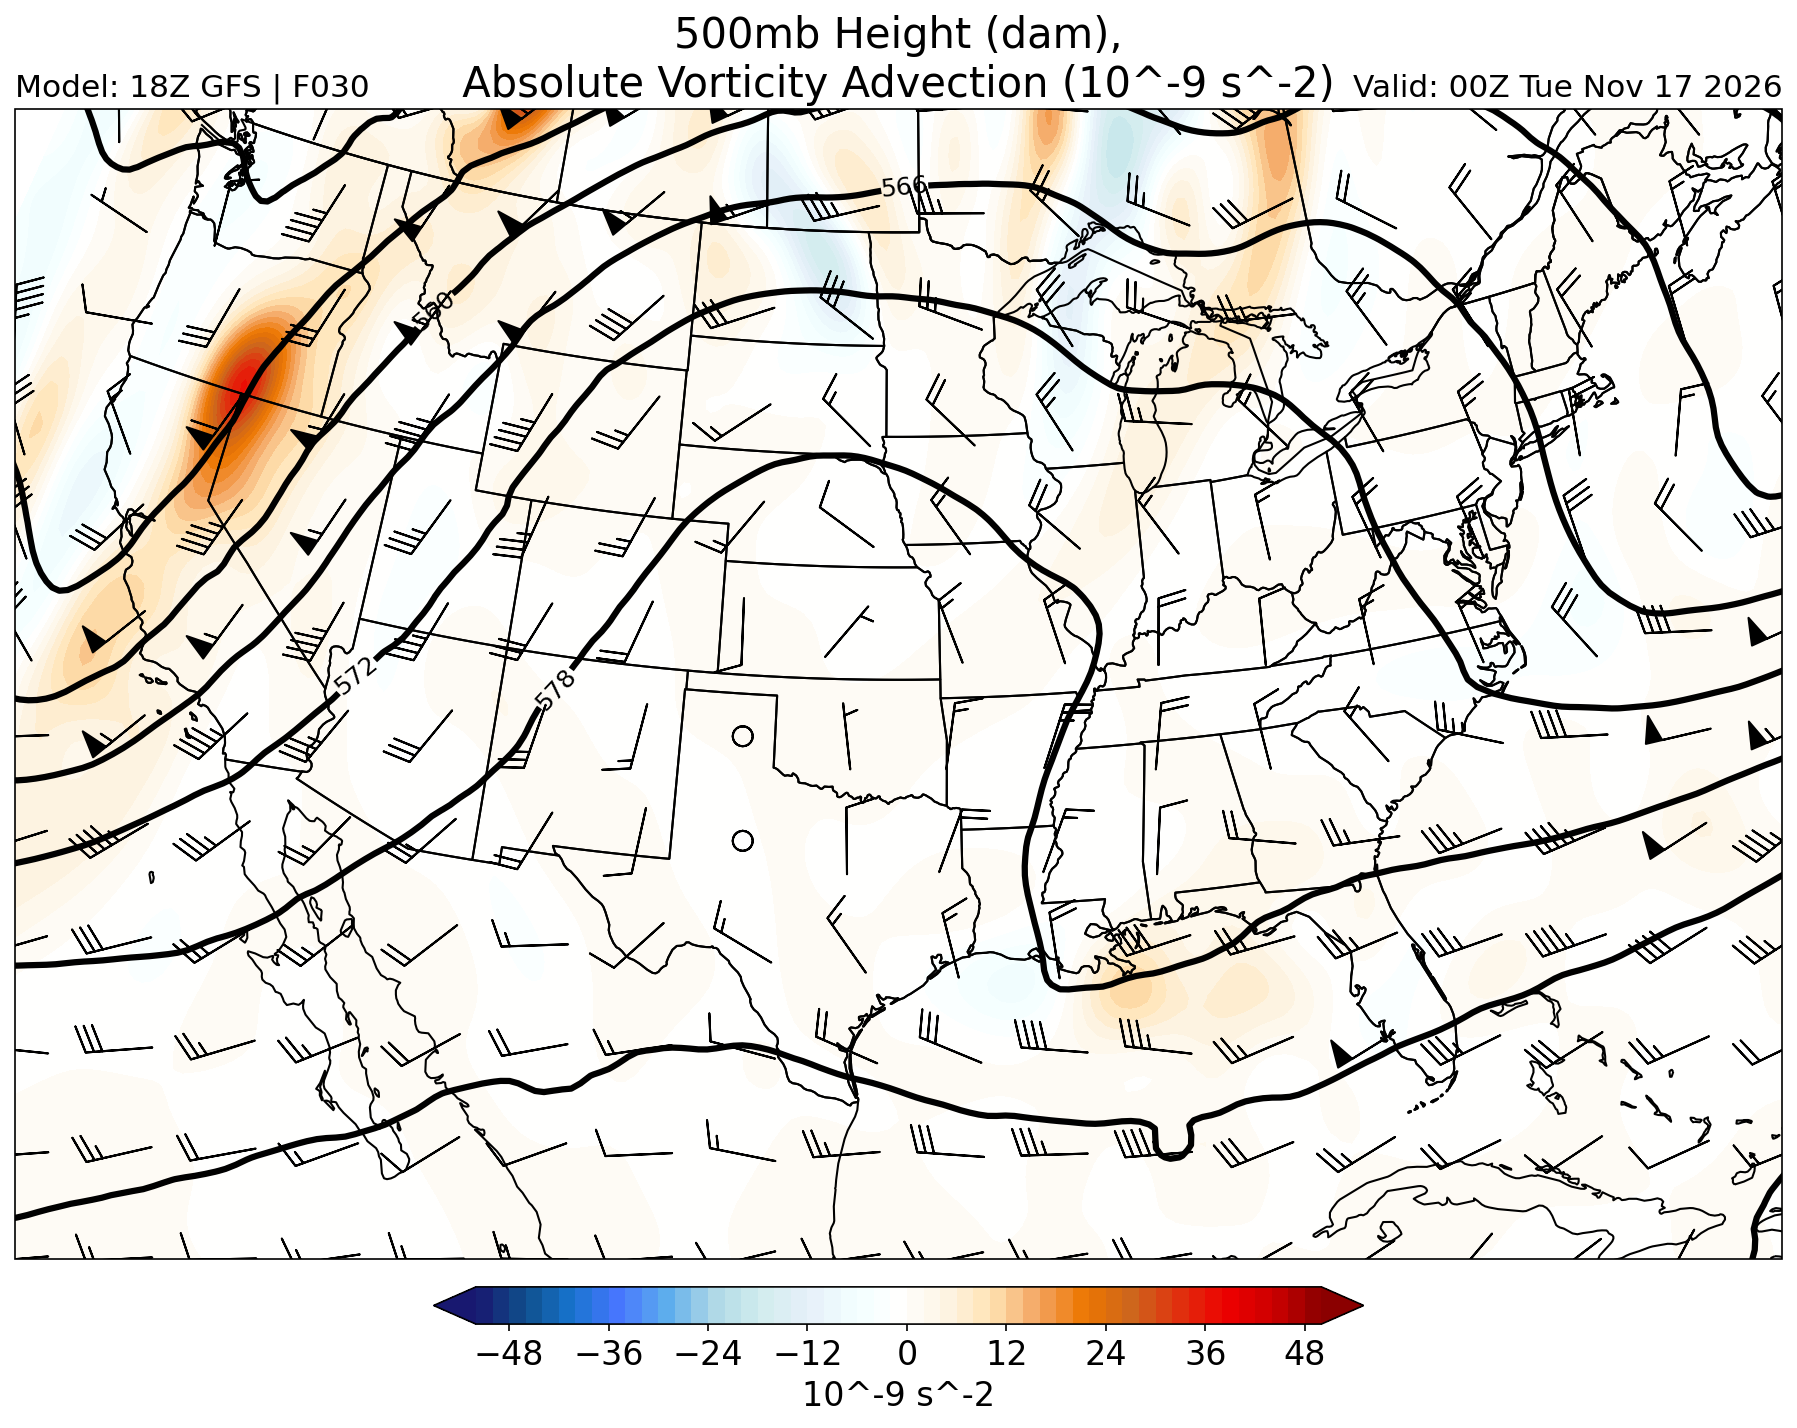 500mb Height (dam),
Model: 18Z GFS | F030
Absolute Vorticity Advection (10^-9 s^-2)
Valid: 00Z Tue Nov 17 2026
566
560
572
578
−48 −36 −24 −12 0 12 24 36 48
10^-9 s^-2